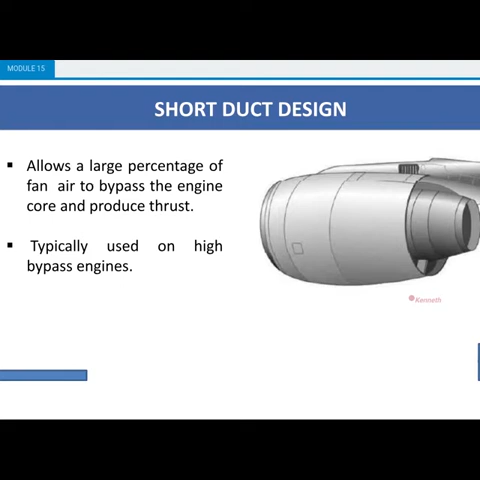 MODULE 15
SHORT DUCT DESIGN
▪ Allows a large percentage of
fan air to bypass the engine
core and produce thrust.
▪ Typically used on high
bypass engines.
Kenneth